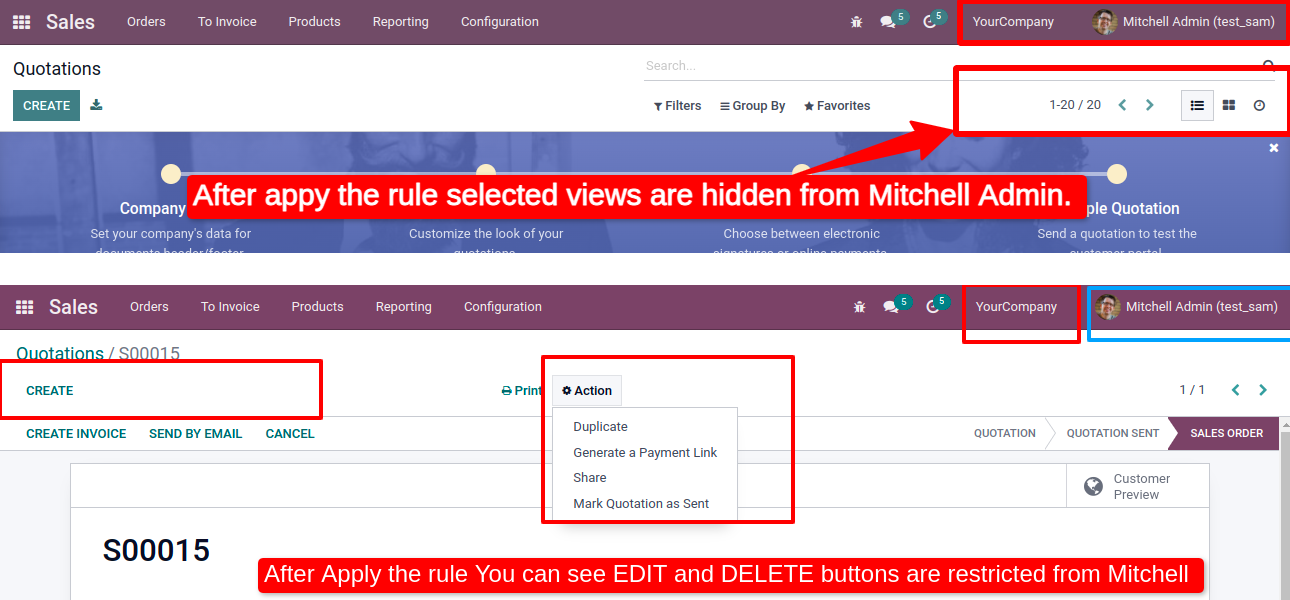 Sales Orders To Invoice Products Reporting Configuration 5 5 YourCompany Mitchell Admin (test_sam)
Quotations Search...
CREATE Filters Group By Favorites 1-20 / 20
After appy the rule selected views are hidden from Mitchell Admin.
Company ple Quotation
Set your company's data for Customize the look of your Choose between electronic Send a quotation to test the
documents header/footer quotations. signatures or online payments. customer portal.
Sales Orders To Invoice Products Reporting Configuration 5 5 YourCompany Mitchell Admin (test_sam)
Quotations / S00015
CREATE Print Action 1 / 1
Duplicate
CREATE INVOICE SEND BY EMAIL CANCEL QUOTATION QUOTATION SENT SALES ORDER
Generate a Payment Link
Share
Mark Quotation as Sent
Customer
Preview
S00015
After Apply the rule You can see EDIT and DELETE buttons are restricted from Mitchell